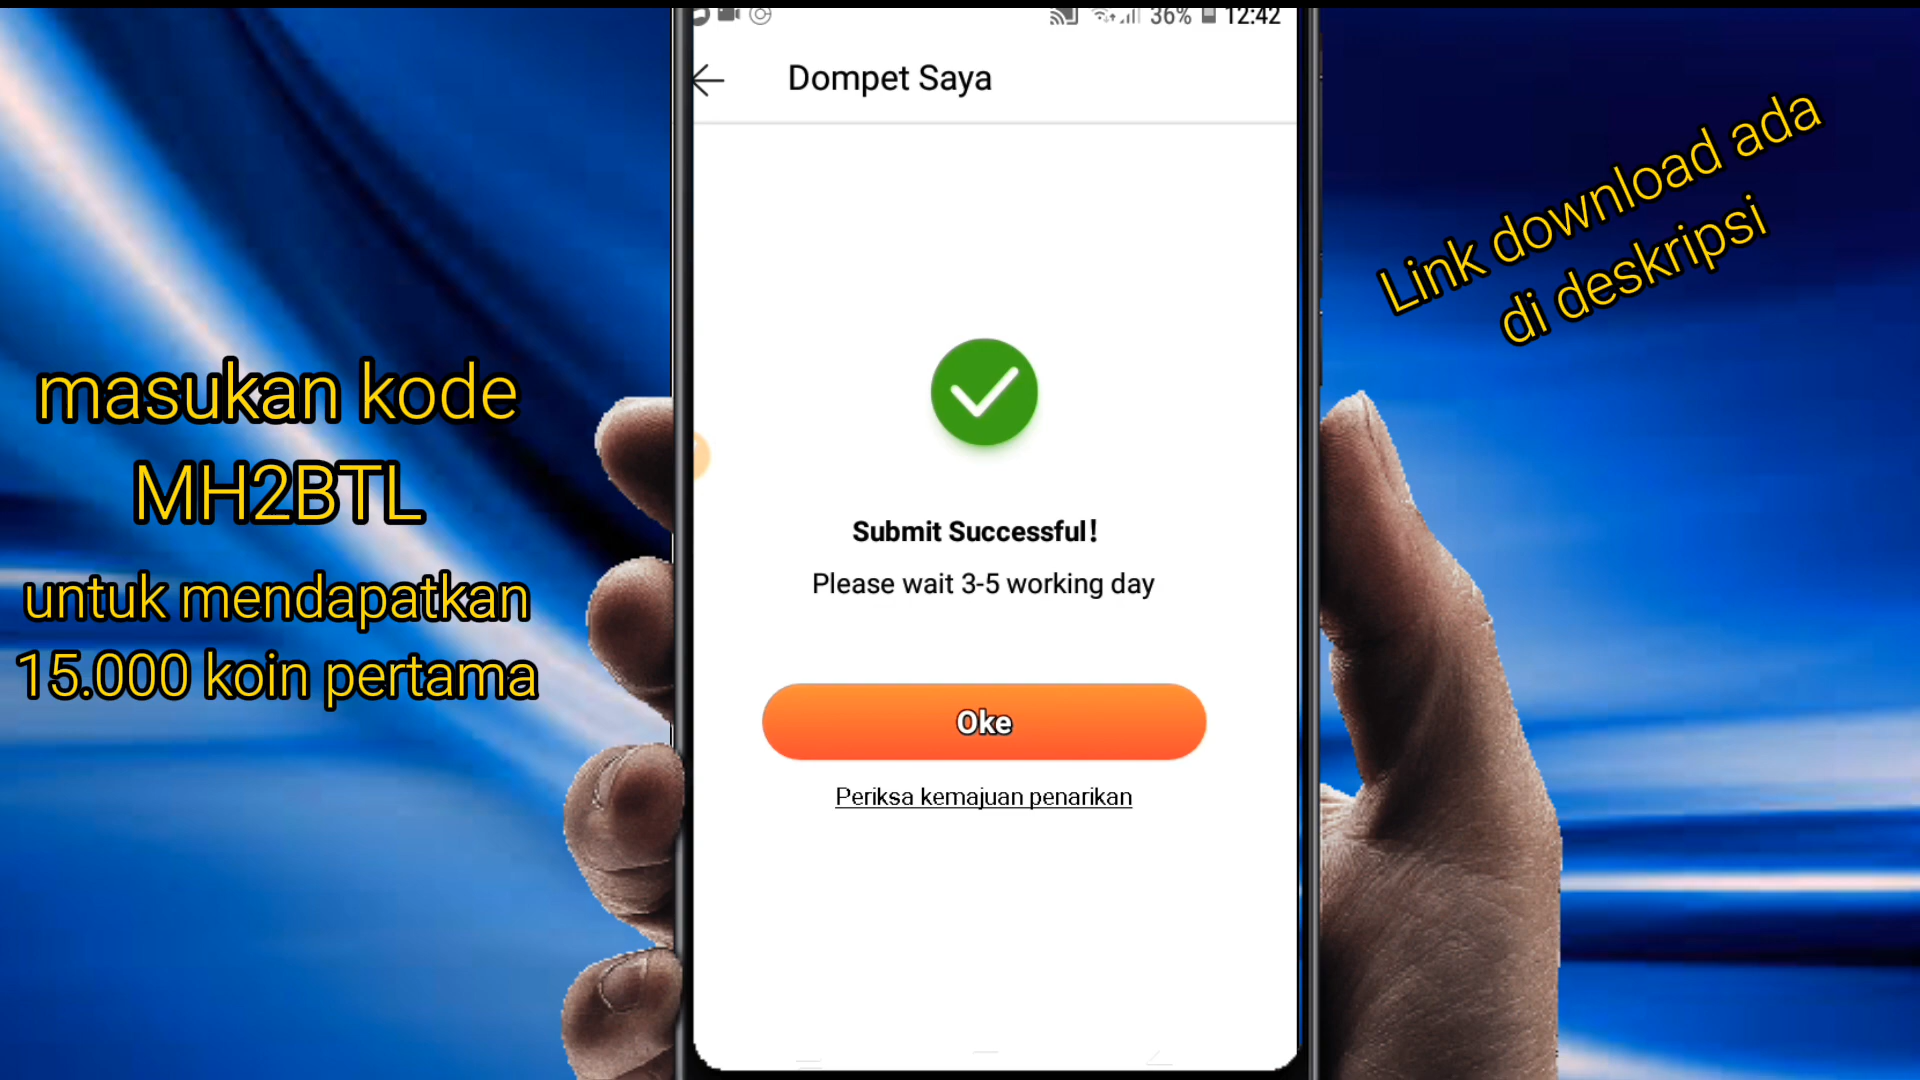 36% 12:42
Dompet Saya
Link download ada
di deskripsi
masukan kode
MH2BTL
untuk mendapatkan
15.000 koin pertama
Submit Successful!
Please wait 3-5 working day
Oke
Periksa kemajuan penarikan